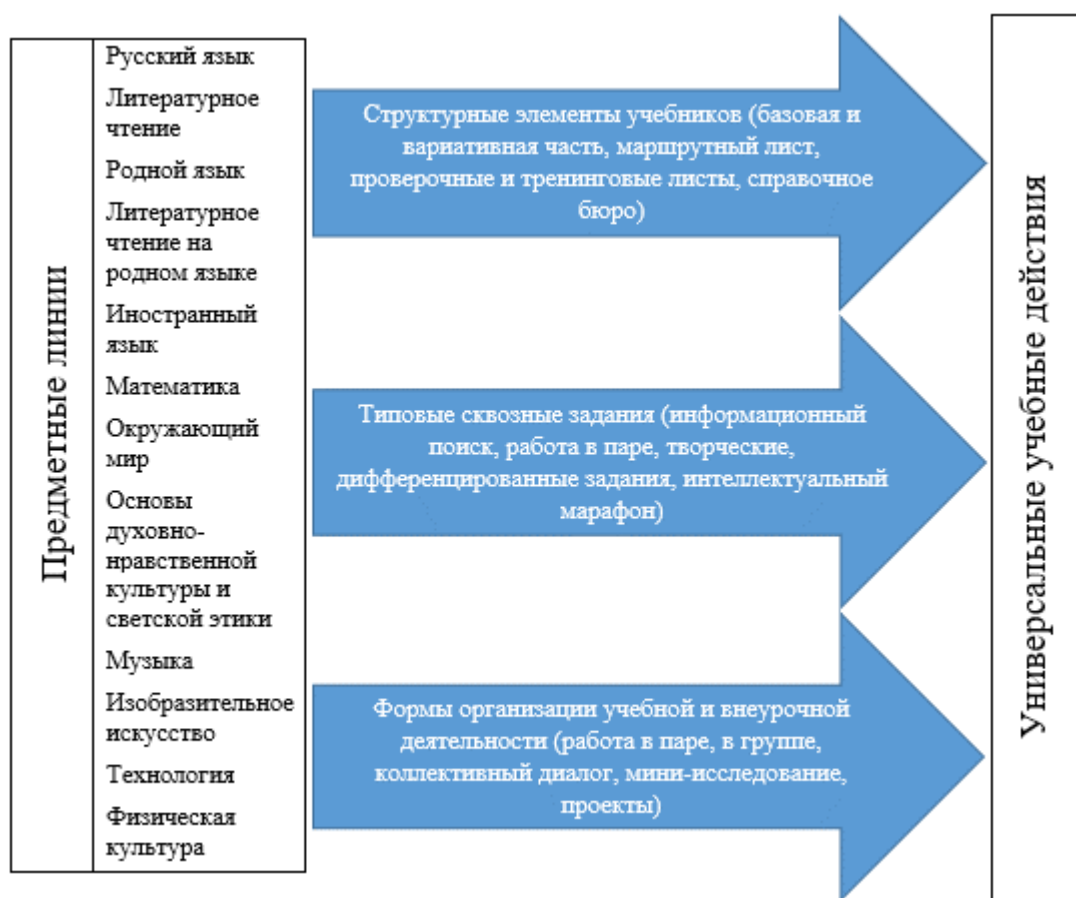 Предметные линии
Русский язык
Литературное
чтение
Родной язык
Литературное
чтение на
родном языке
Иностранный
язык
Математика
Окружающий
мир
Основы
духовно-
нравственной
культуры и
светской этики
Музыка
Изобразительное
искусство
Технология
Физическая
культура
Структурные элементы учебников (базовая и
вариативная часть, маршрутный лист,
проверочные и тренинговые листы, справочное
бюро)
Типовые сквозные задания (информационный
поиск, работа в паре, творческие,
дифференцированные задания, интеллектуальный
марафон)
Формы организации учебной и внеурочной
деятельности (работа в паре, в группе,
коллективный диалог, мини-исследование,
проекты)
Универсальные учебные действия